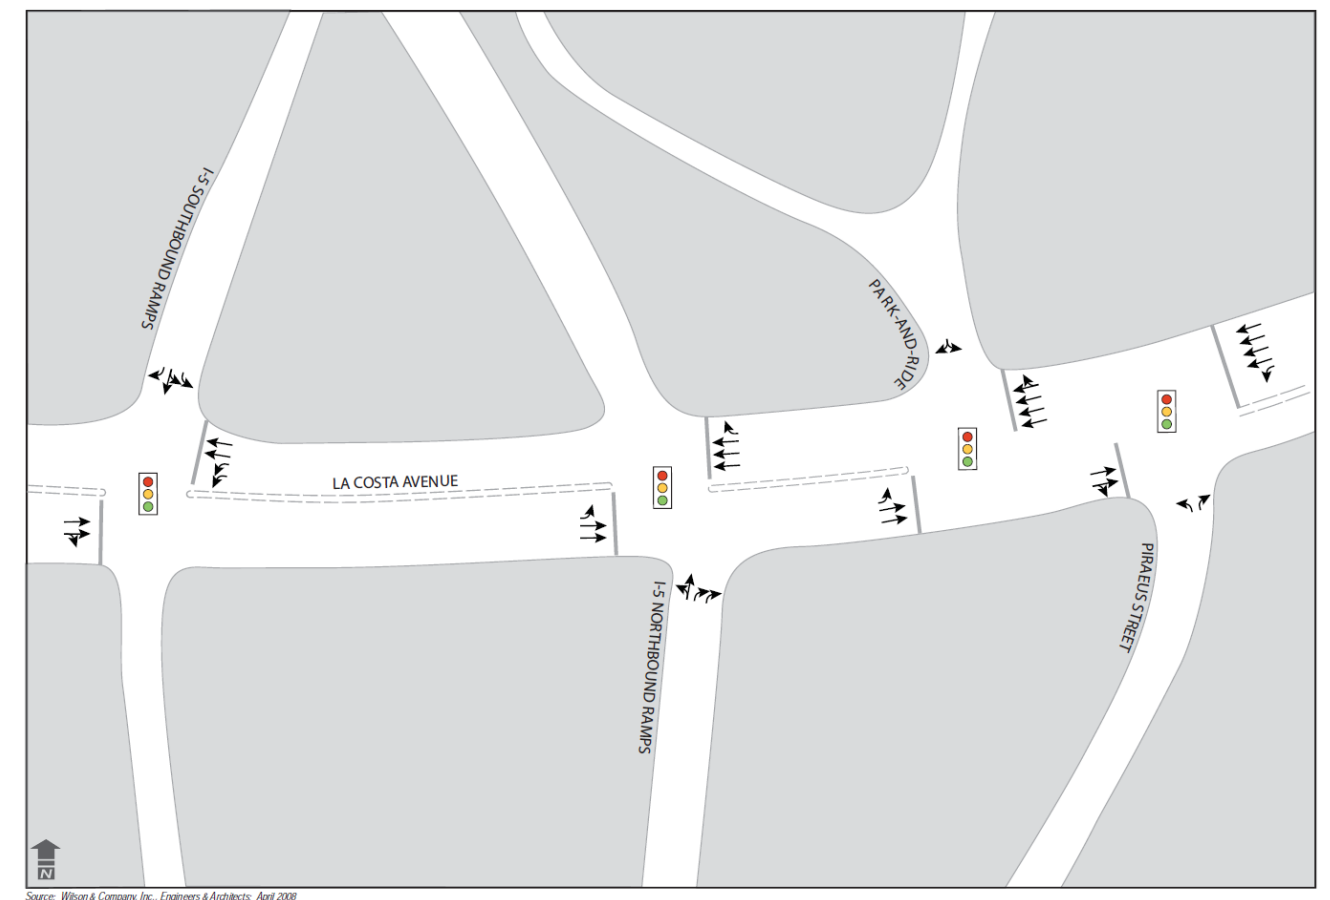 I-5 SOUTHBOUND RAMPS
PARK-AND-RIDE
LA COSTA AVENUE
I-5 NORTHBOUND RAMPS
PIRAEUS STREET
N
Source: Wilson & Company, Inc., Engineers & Architects; April 2008